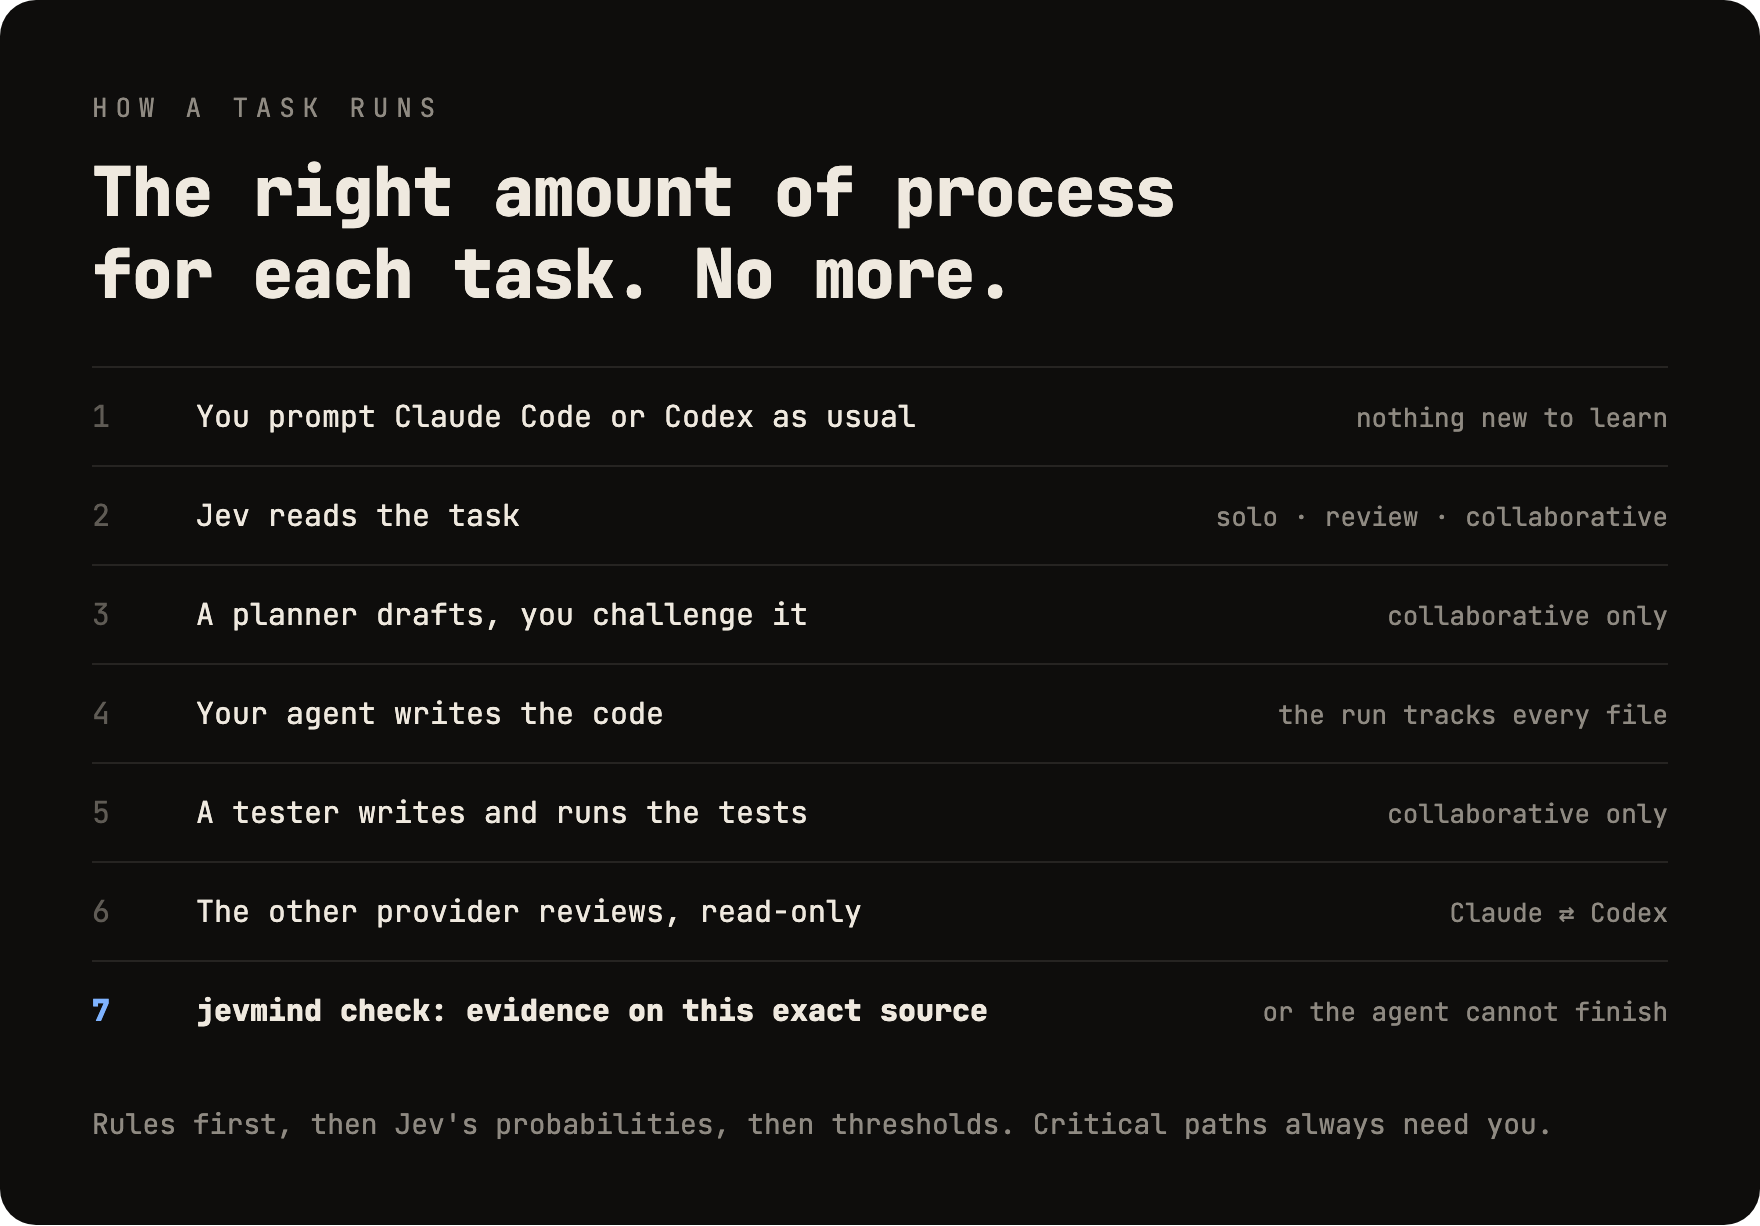 HOW A TASK RUNS
The right amount of process
for each task. No more.
1 You prompt Claude Code or Codex as usual nothing new to learn
2 Jev reads the task solo · review · collaborative
3 A planner drafts, you challenge it collaborative only
4 Your agent writes the code the run tracks every file
5 A tester writes and runs the tests collaborative only
6 The other provider reviews, read-only Claude ⇄ Codex
7 jevmind check: evidence on this exact source or the agent cannot finish
Rules first, then Jev's probabilities, then thresholds. Critical paths always need you.